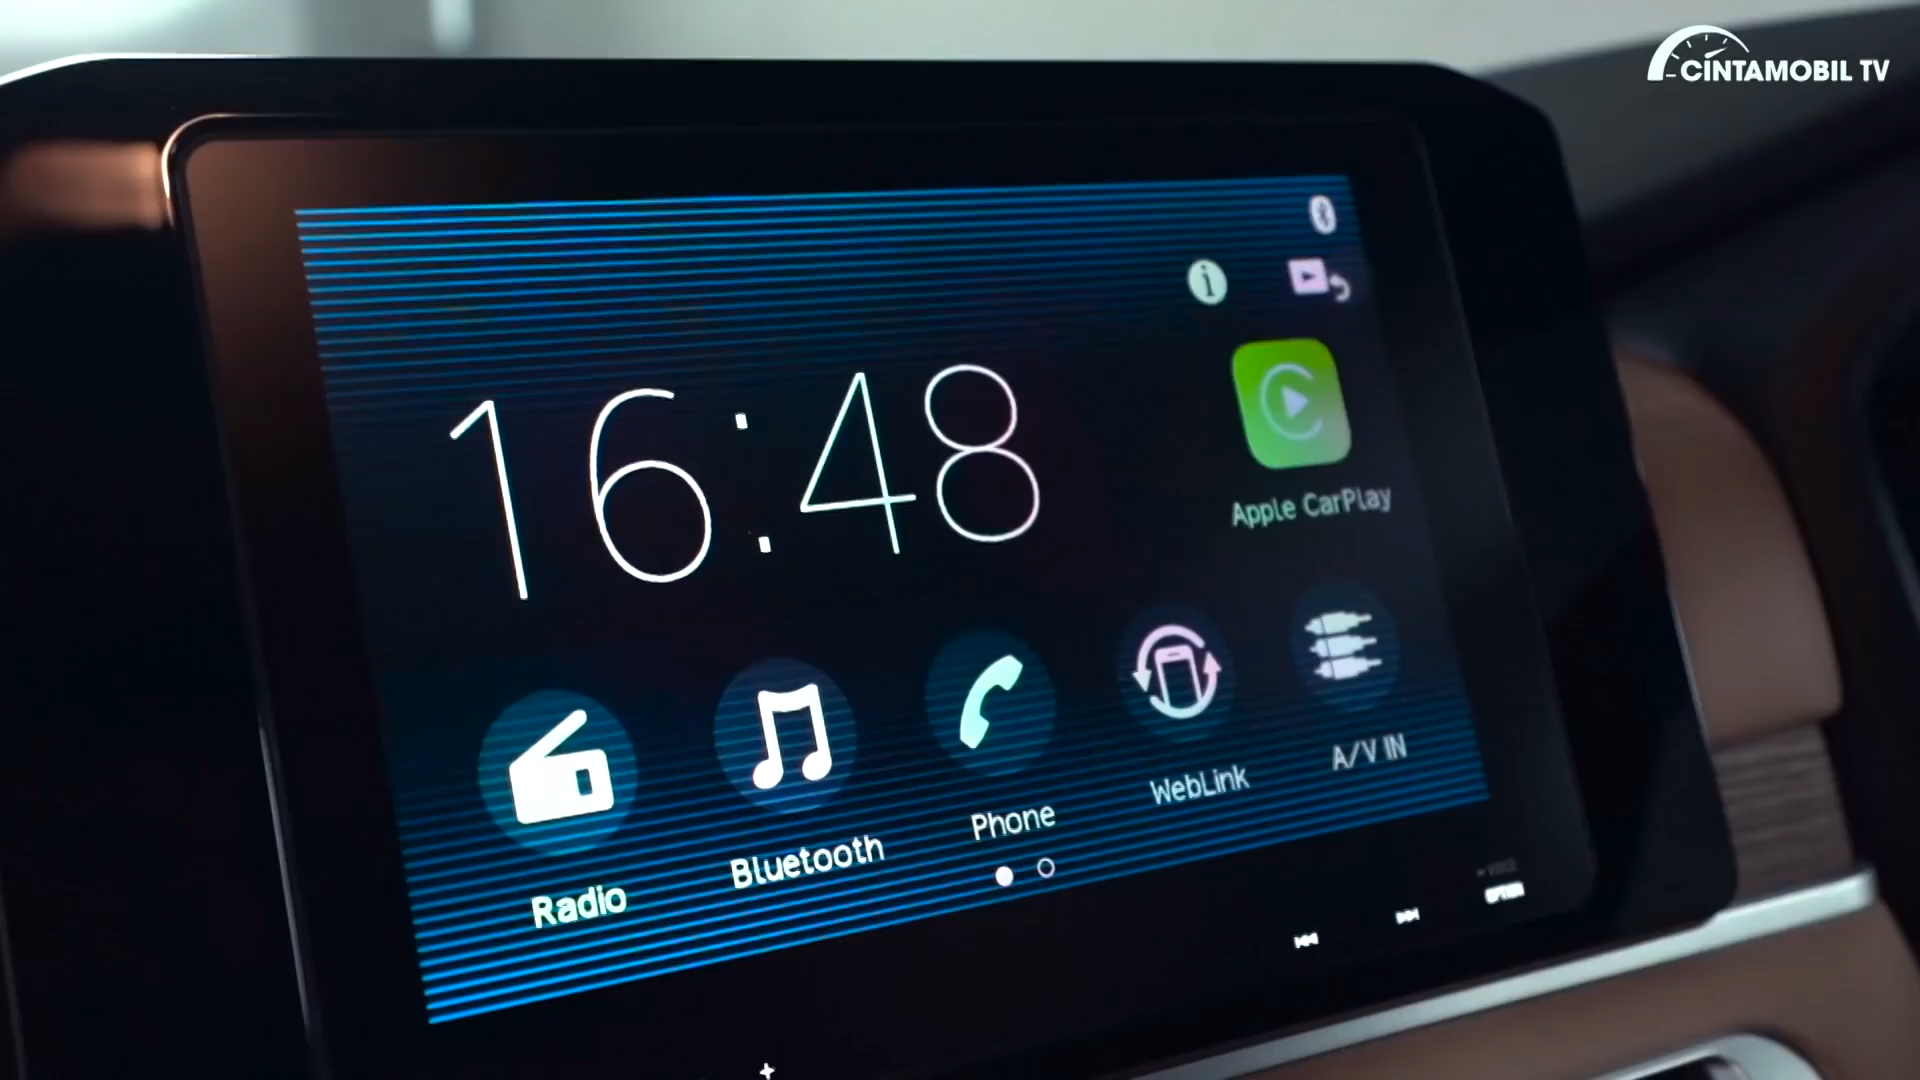 CINTAMOBIL TV
16:48
Apple CarPlay
Radio
Bluetooth
Phone
WebLink
A/V IN